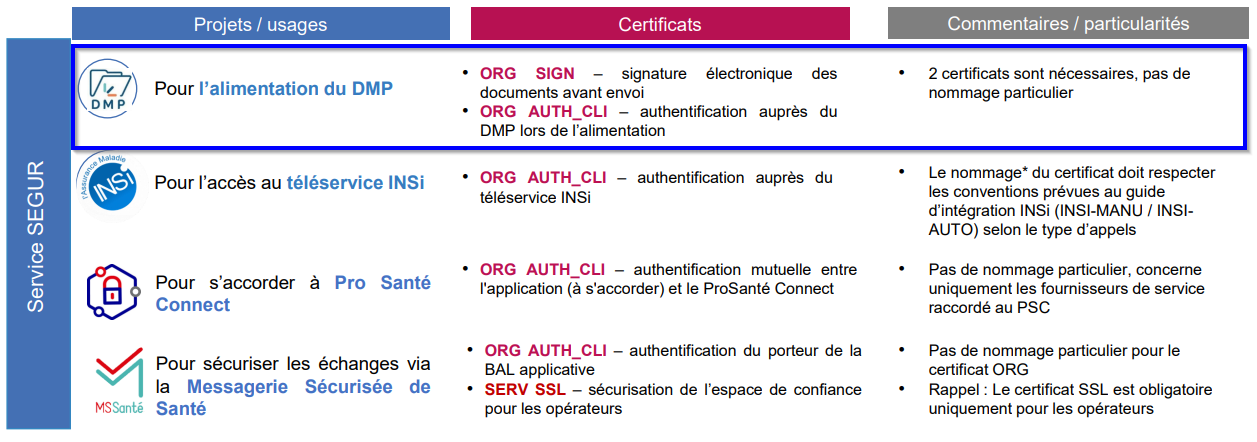 Projets / usages
Certificats
Commentaires / particularités
Service SEGUR
DMP
Pour l’alimentation du DMP
• ORG SIGN – signature électronique des
documents avant envoi
• ORG AUTH_CLI – authentification auprès du
DMP lors de l’alimentation
• 2 certificats sont nécessaires, pas de
nommage particulier
l'Assurance Maladie
INSi
Pour l’accès au téléservice INSi
• ORG AUTH_CLI – authentification auprès du
téléservice INSi
• Le nommage* du certificat doit respecter
les conventions prévues au guide
d’intégration INSi (INSI-MANU / INSI-
AUTO) selon le type d’appels
Pour s’accorder à Pro Santé
Connect
• ORG AUTH_CLI – authentification mutuelle entre
l'application (à s'accorder) et le ProSanté Connect
• Pas de nommage particulier, concerne
uniquement les fournisseurs de service
raccordé au PSC
MSSanté
Pour sécuriser les échanges via
la Messagerie Sécurisée de
Santé
• ORG AUTH_CLI – authentification du porteur de la
BAL applicative
• SERV SSL – sécurisation de l’espace de confiance
pour les opérateurs
• Pas de nommage particulier pour le
certificat ORG
• Rappel : Le certificat SSL est obligatoire
uniquement pour les opérateurs